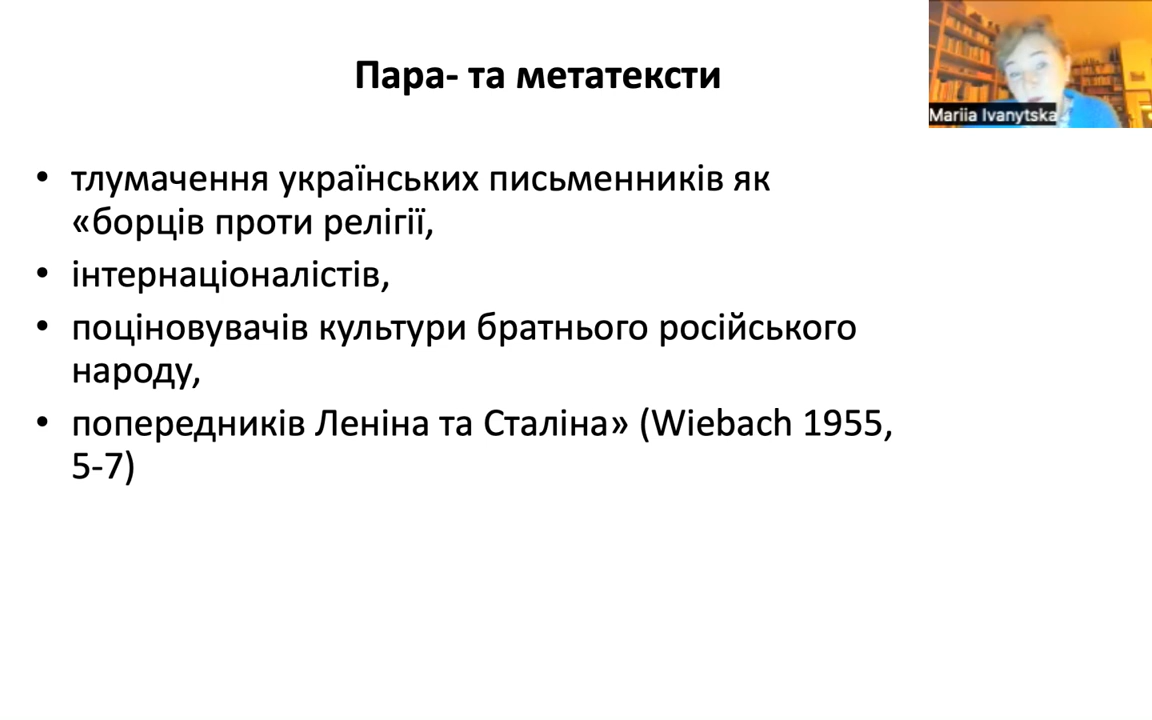 Пара- та метатексти
Mariia Ivanytska
• тлумачення українських письменників як
«борців проти релігії,
• інтернаціоналістів,
• поціновувачів культури братнього російського
народу,
• попередників Леніна та Сталіна» (Wiebach 1955,
5-7)